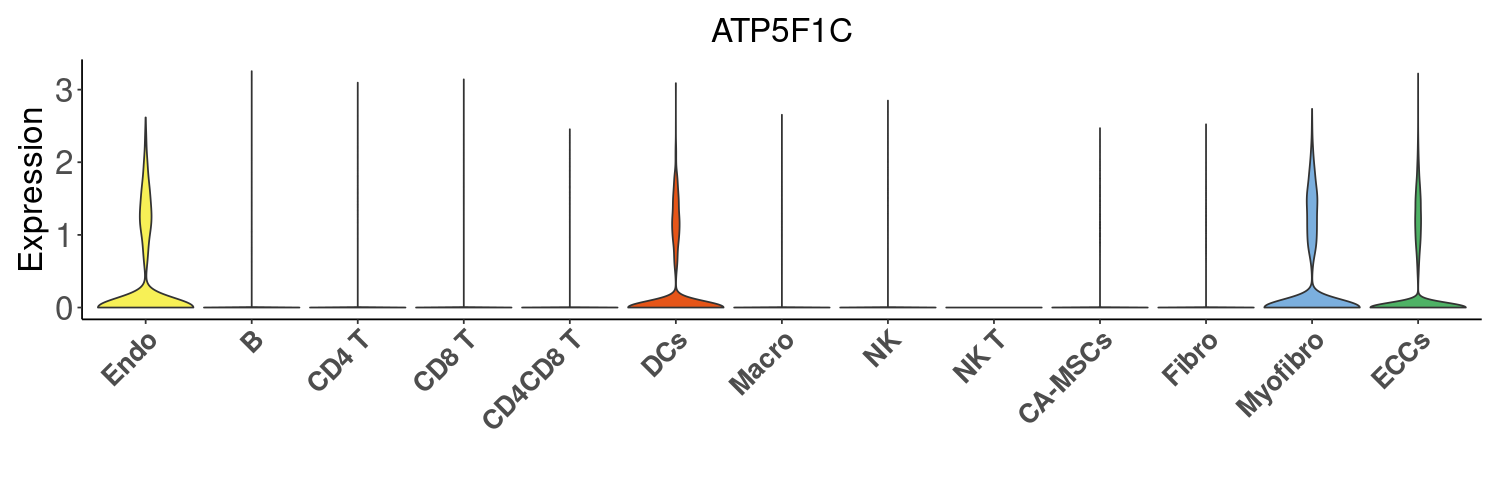 ATP5F1C
Expression
3
2
1
0
Endo
B
CD4 T
CD8 T
CD4CD8 T
DCs
Macro
NK
NK T
CA-MSCs
Fibro
Myofibro
ECCs